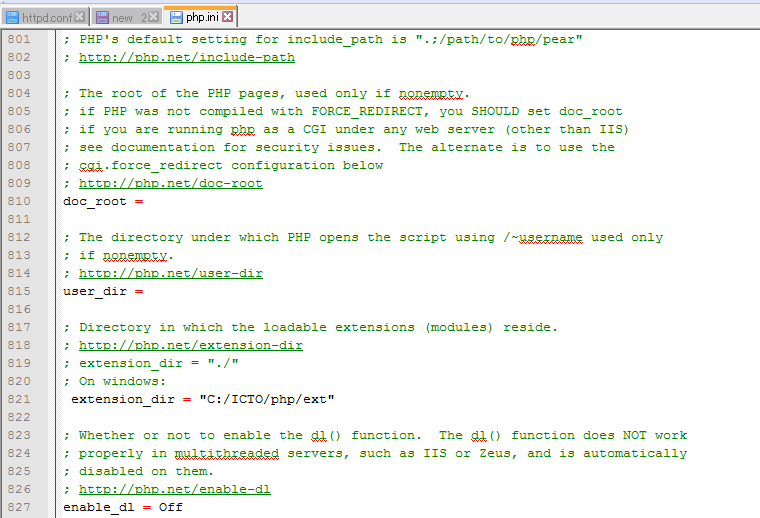 httpd.conf new 2 php.ini
801 ; PHP's default setting for include_path is ".;/path/to/php/pear"
802 ; http://php.net/include-path
803
804 ; The root of the PHP pages, used only if nonempty.
805 ; if PHP was not compiled with FORCE_REDIRECT, you SHOULD set doc_root
806 ; if you are running php as a CGI under any web server (other than IIS)
807 ; see documentation for security issues.  The alternate is to use the
808 ; cgi.force_redirect configuration below
809 ; http://php.net/doc-root
810 doc_root =
811
812 ; The directory under which PHP opens the script using /~username used only
813 ; if nonempty.
814 ; http://php.net/user-dir
815 user_dir =
816
817 ; Directory in which the loadable extensions (modules) reside.
818 ; http://php.net/extension-dir
819 ; extension_dir = "./"
820 ; On windows:
821  extension_dir = "C:/ICTO/php/ext"
822
823 ; Whether or not to enable the dl() function.  The dl() function does NOT work
824 ; properly in multithreaded servers, such as IIS or Zeus, and is automatically
825 ; disabled on them.
826 ; http://php.net/enable-dl
827 enable_dl = Off